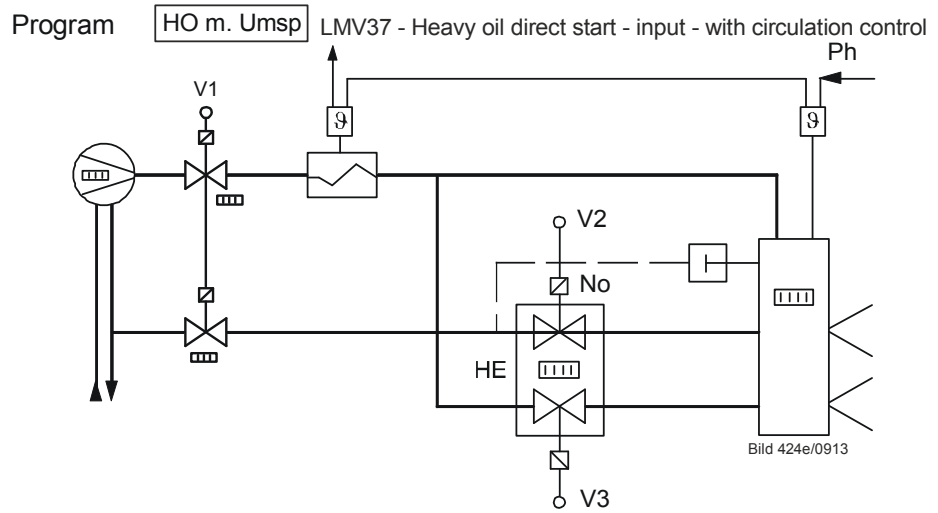 Program HO m. Umsp LMV37 - Heavy oil direct start - input - with circulation control
Ph
V1
ϑ ϑ
V2
No
HE
Bild 424e/0913
V3